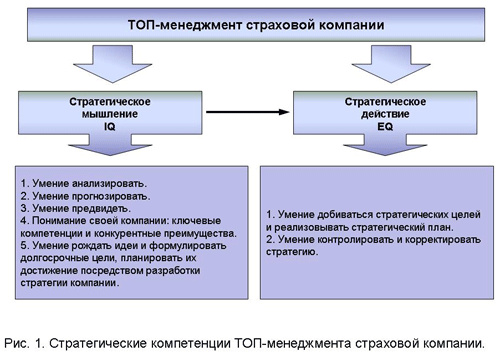 ТОП-менеджмент страховой компании
Стратегическое
мышление
IQ
Стратегическое
действие
EQ
1. Умение анализировать.
2. Умение прогнозировать.
3. Умение предвидеть.
4. Понимание своей компании: ключевые
компетенции и конкурентные преимущества.
5. Умение рождать идеи и формулировать
долгосрочные цели, планировать их
достижение посредством разработки
стратегии компании.
1. Умение добиваться стратегических целей
и реализовывать стратегический план.
2. Умение контролировать и корректировать
стратегию.
Рис. 1. Стратегические компетенции ТОП-менеджмента страховой компании.